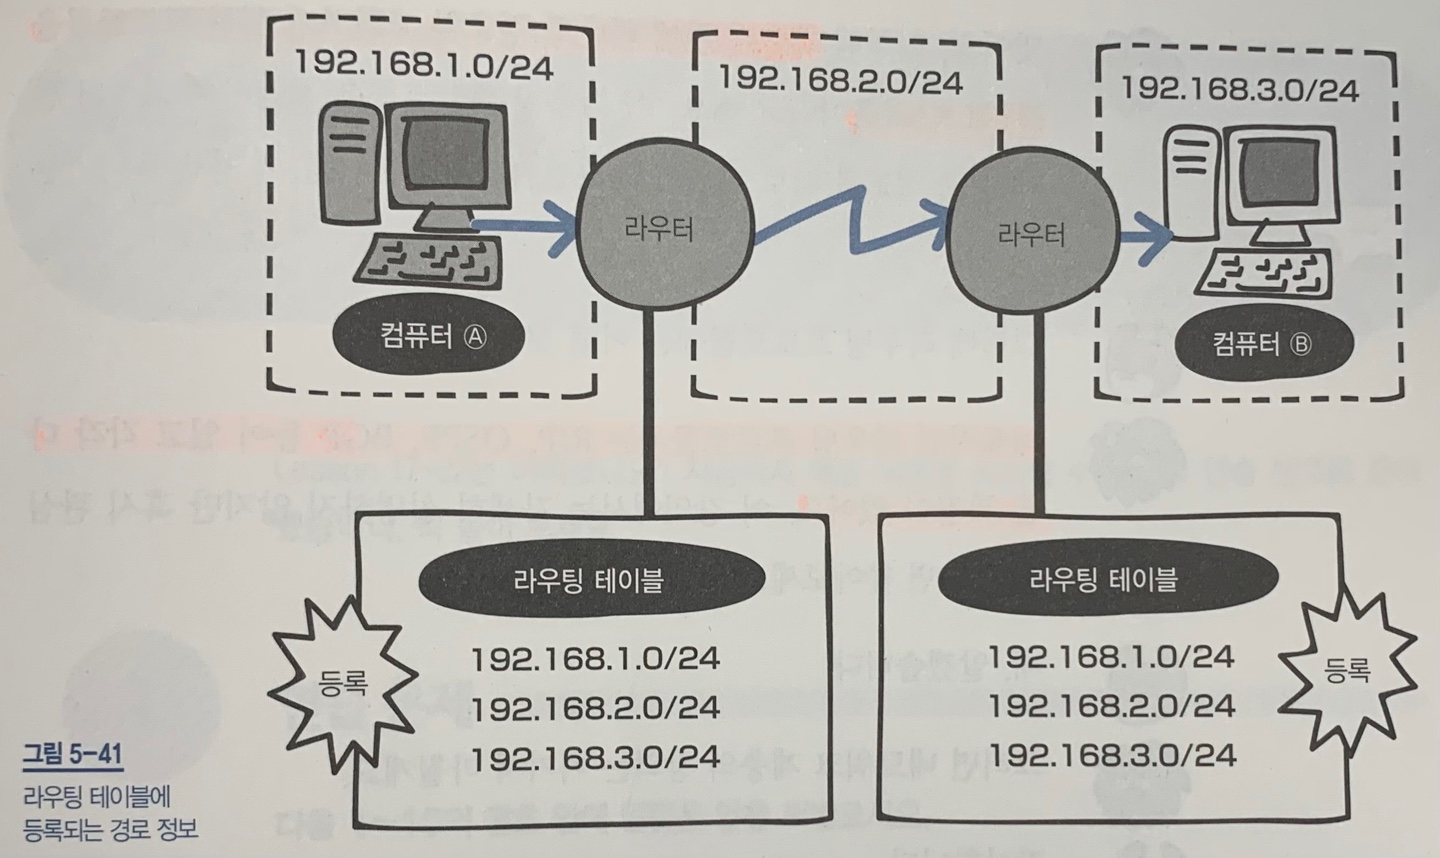 192.168.1.0/24
192.168.2.0/24
192.168.3.0/24
라우터
라우터
컴퓨터 Ⓐ
컴퓨터 Ⓑ
라우팅 테이블
192.168.1.0/24
192.168.2.0/24
192.168.3.0/24
등록
라우팅 테이블
192.168.1.0/24
192.168.2.0/24
192.168.3.0/24
등록
그림 5-41
라우팅 테이블에
등록되는 경로 정보